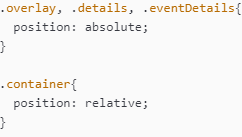 .overlay, .details, .eventDetails{
  position: absolute;
}

.container{
  position: relative;
}